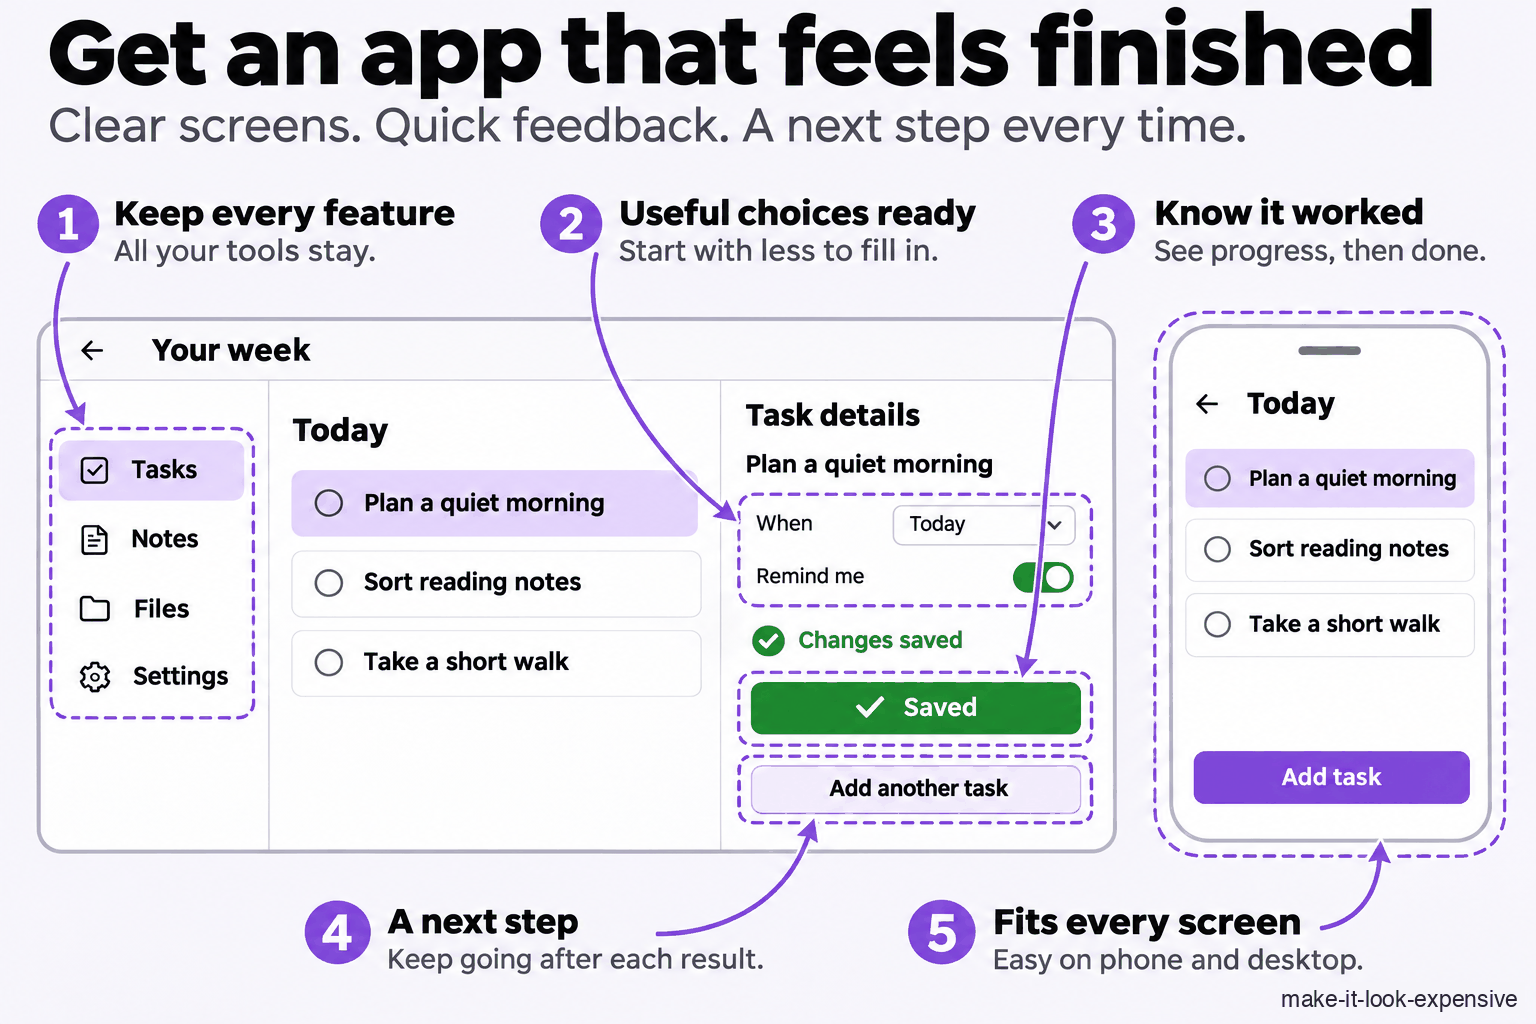 Get an app that feels finished
Clear screens. Quick feedback. A next step every time.
1
Keep every feature
All your tools stay.
2
Useful choices ready
Start with less to fill in.
3
Know it worked
See progress, then done.
Your week
Tasks
Notes
Files
Settings
Today
Plan a quiet morning
Sort reading notes
Take a short walk
Task details
Plan a quiet morning
When
Today
Remind me
Changes saved
Saved
Add another task
Today
Plan a quiet morning
Sort reading notes
Take a short walk
Add task
4
A next step
Keep going after each result.
5
Fits every screen
Easy on phone and desktop.
make-it-look-expensive